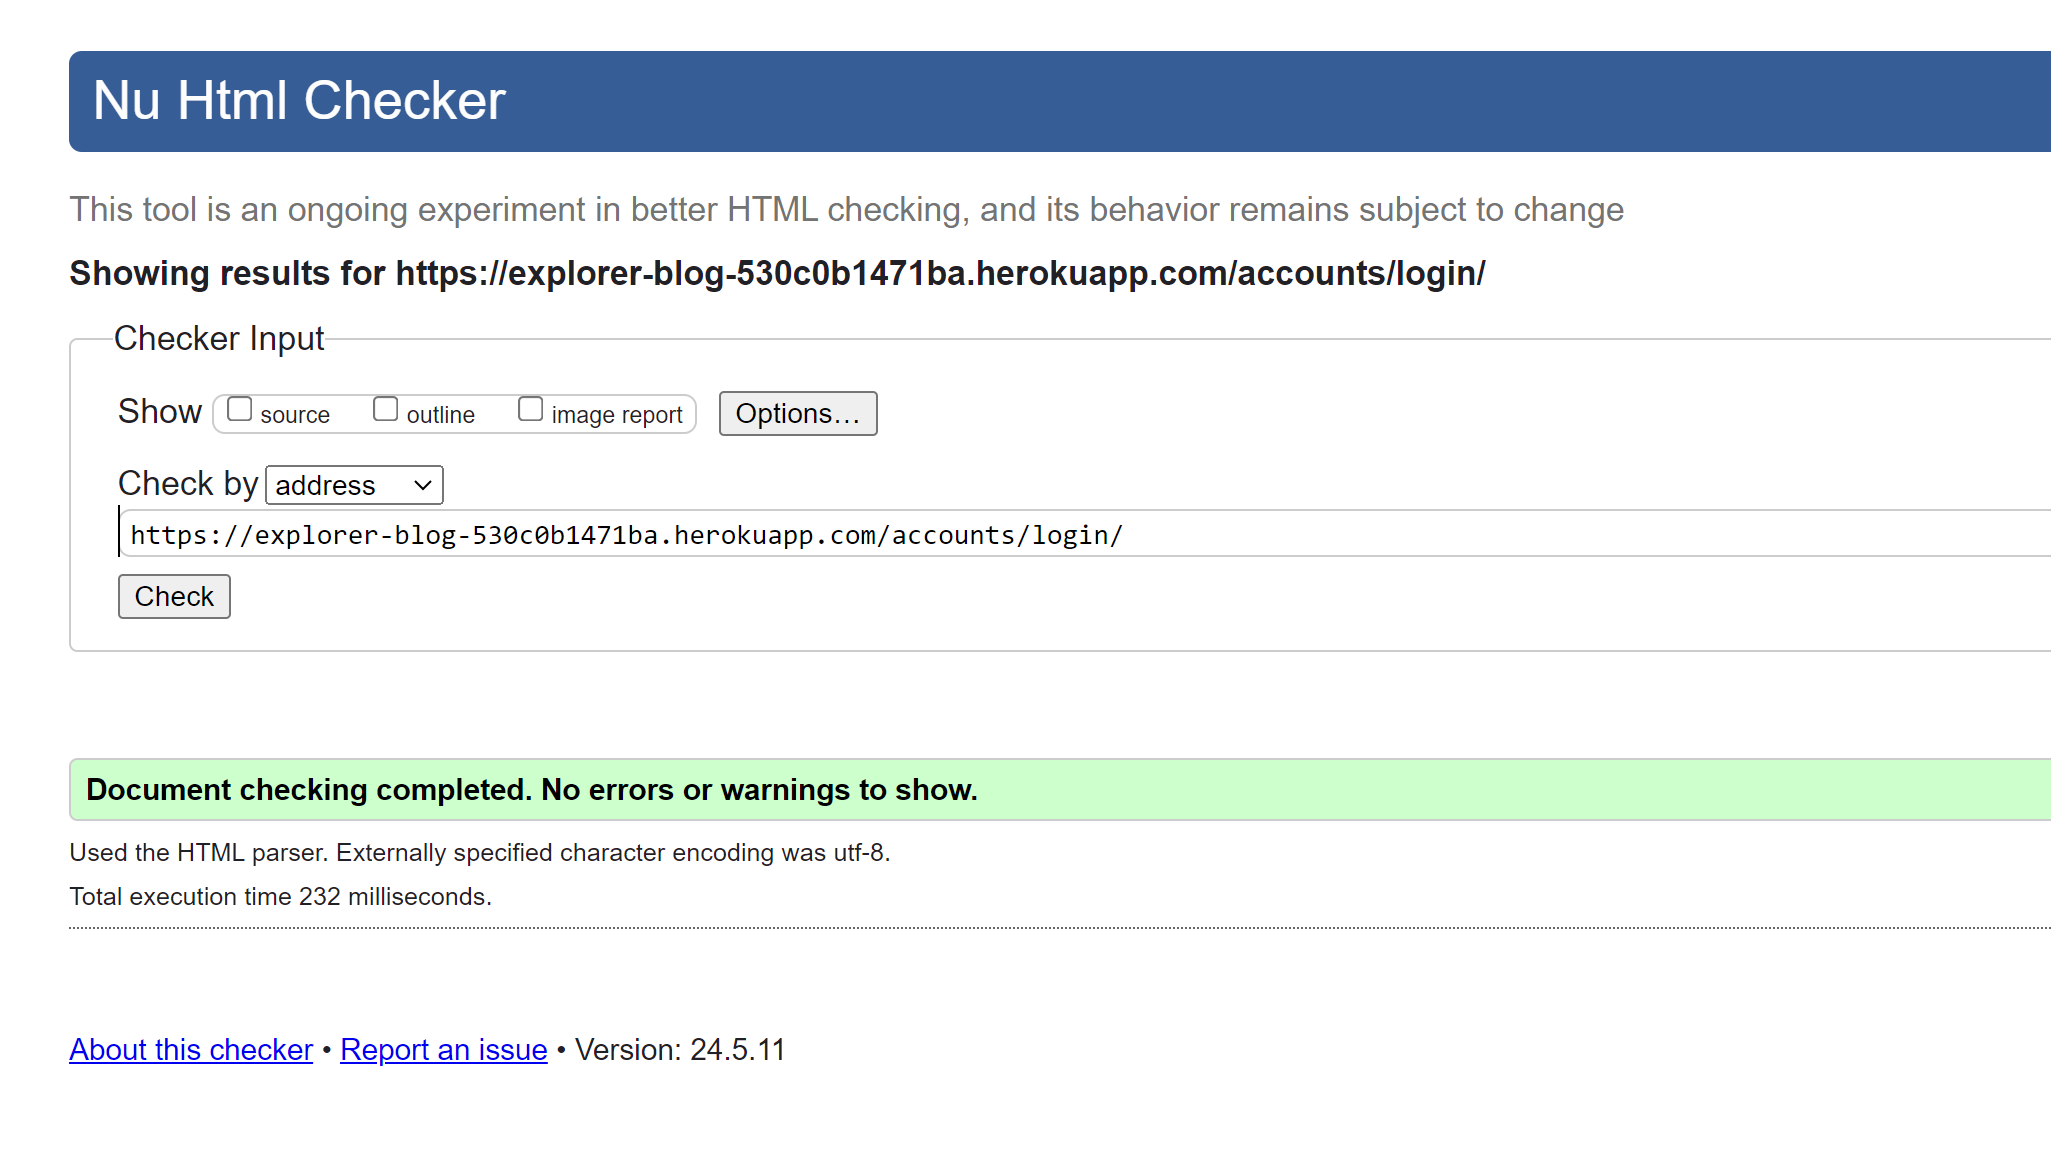 Nu Html Checker
This tool is an ongoing experiment in better HTML checking, and its behavior remains subject to change
Showing results for https://explorer-blog-530c0b1471ba.herokuapp.com/accounts/login/
Checker Input
Show source outline image report Options…
Check by address
https://explorer-blog-530c0b1471ba.herokuapp.com/accounts/login/
Check
Document checking completed. No errors or warnings to show.
Used the HTML parser. Externally specified character encoding was utf-8.
Total execution time 232 milliseconds.
About this checker • Report an issue • Version: 24.5.11